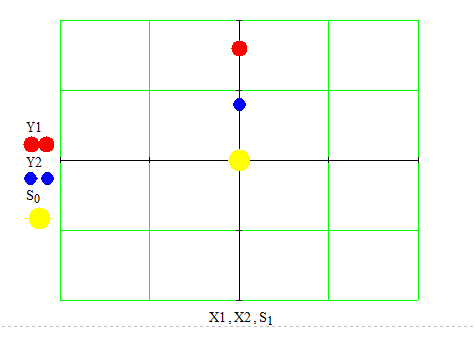 Y1
Y2
S0
X1, X2, S1